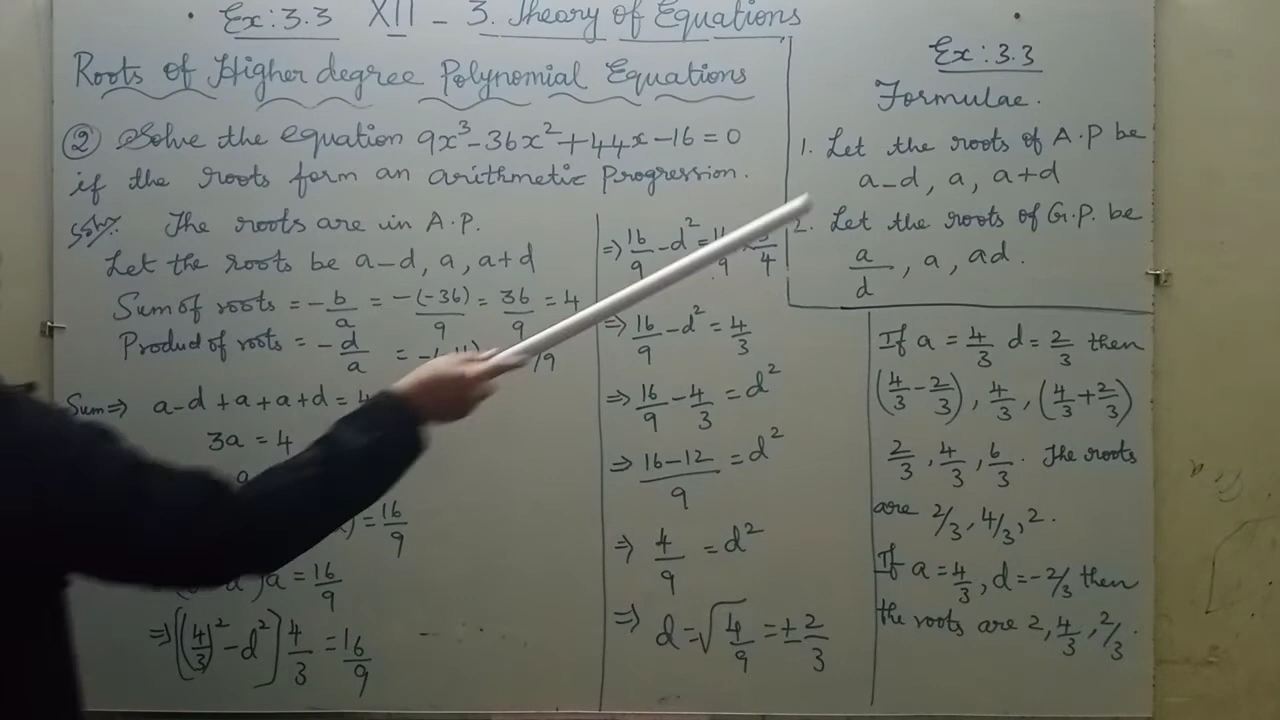 Ex: 3.3 XII - 3. Theory of Equations
Roots of Higher degree Polynomial Equations
② Solve the equation 9x³-36x²+44x-16=0
if the roots form an arithmetic Progression.
Soln: The roots are in A.P.
Let the roots be a-d, a, a+d
Sum of roots = -b/a = -(-36)/9 = 36/9 = 4
Product of roots = -d/a = /9
Sum ⇒ a-d+a+a+d = 4
3a = 4
a
) = 16/9
)a = 16/9
⇒ [(4/3)² - d²] 4/3 = 16/9
⇒ 16/9 - d² = /9 × 3/4
⇒ 16/9 - d² = 4/3
⇒ 16/9 - 4/3 = d²
⇒ 16-12/9 = d²
⇒ 4/9 = d²
⇒ d = √4/9 = ± 2/3
Ex: 3.3
Formulae.
1. Let the roots of A.P be
a-d, a, a+d
2. Let the roots of G.P. be
a/d, a, ad.
If a = 4/3 d = 2/3 then
(4/3 - 2/3), 4/3, (4/3 + 2/3)
2/3, 4/3, 6/3. The roots
are 2/3, 4/3, 2.
If a = 4/3, d = -2/3 then
the roots are 2, 4/3, 2/3.